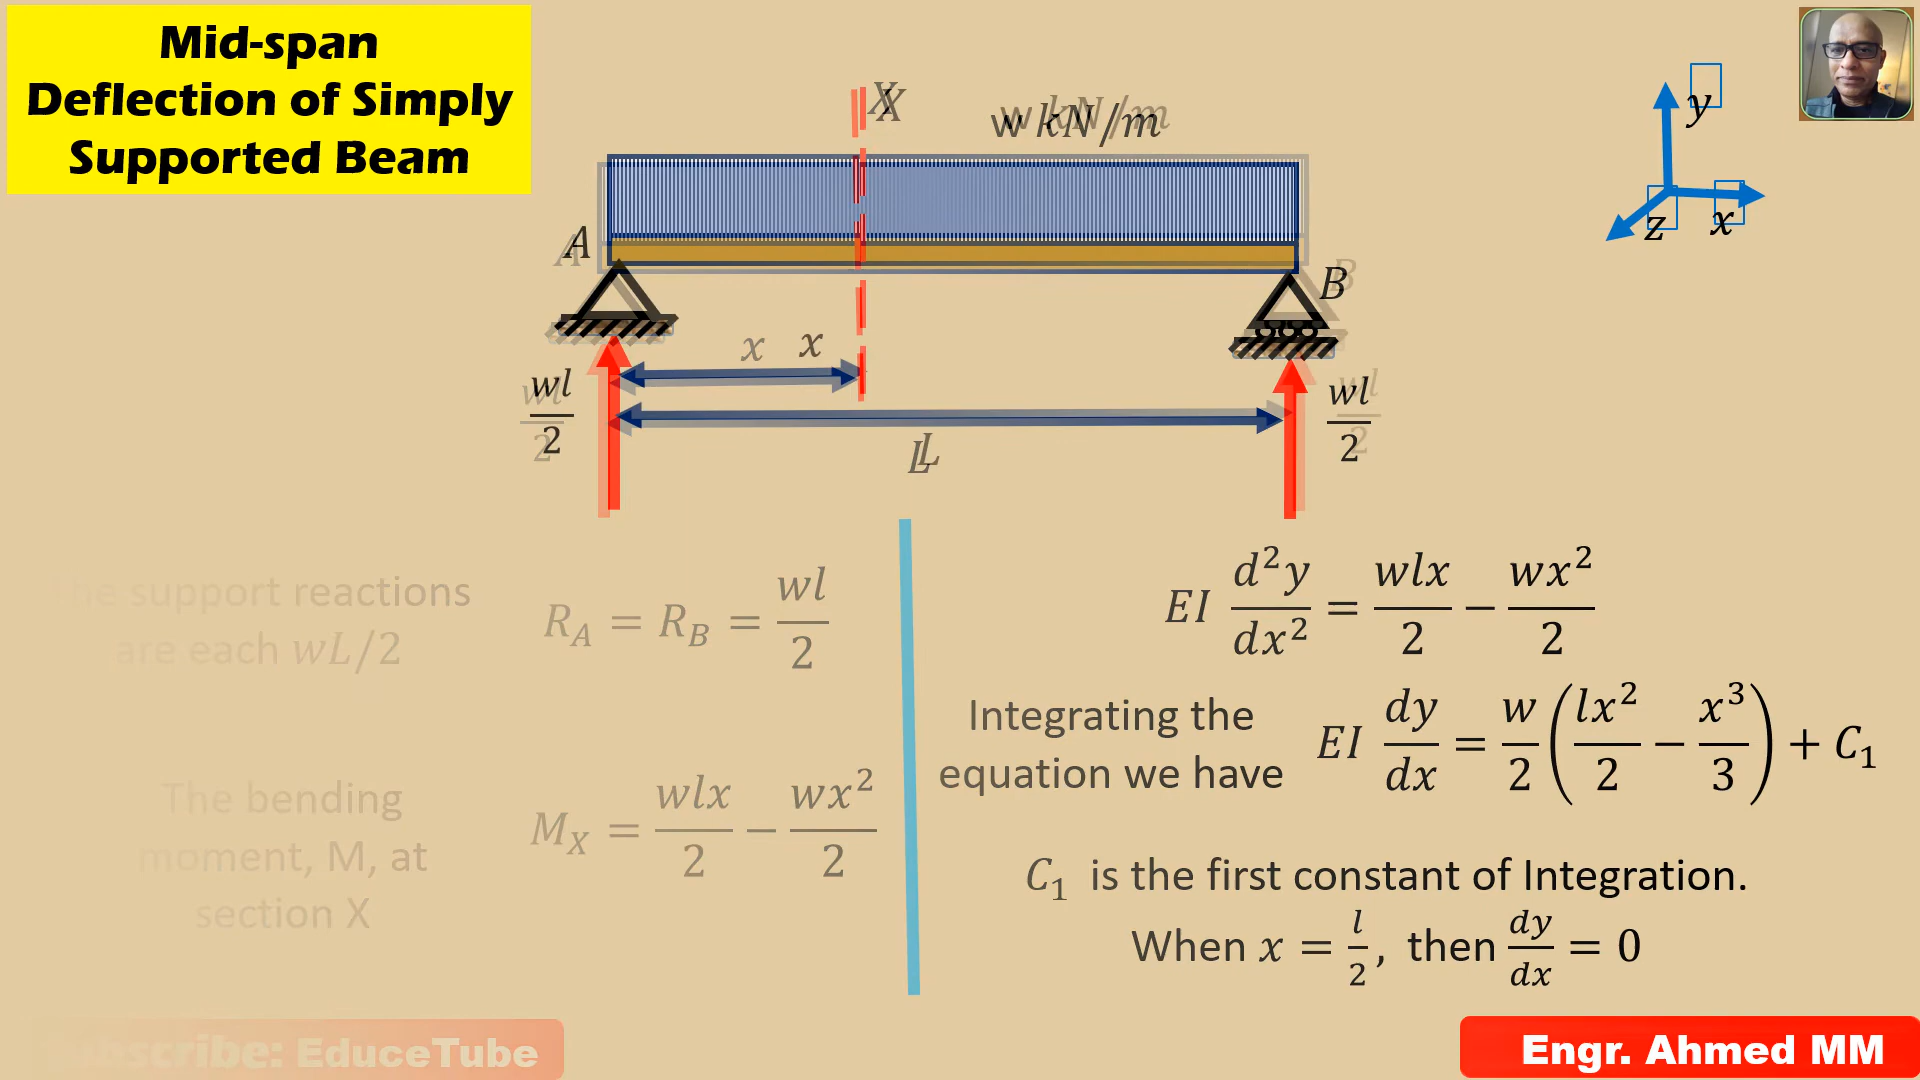 Mid-span
Deflection of Simply
Supported Beam
X
w kN/m
y
z
x
A
B
x
x
wl/2
wl/2
L
The support reactions
are each wL/2
R_A = R_B = wl/2
The bending
moment, M, at
section X
M_X = wlx/2 − wx²/2
EI d²y/dx² = wlx/2 − wx²/2
Integrating the
equation we have
EI dy/dx = w/2 (lx²/2 − x³/3) + C₁
C₁ is the first constant of Integration.
When x = l/2, then dy/dx = 0
Subscribe: EduceTube
Engr. Ahmed MM